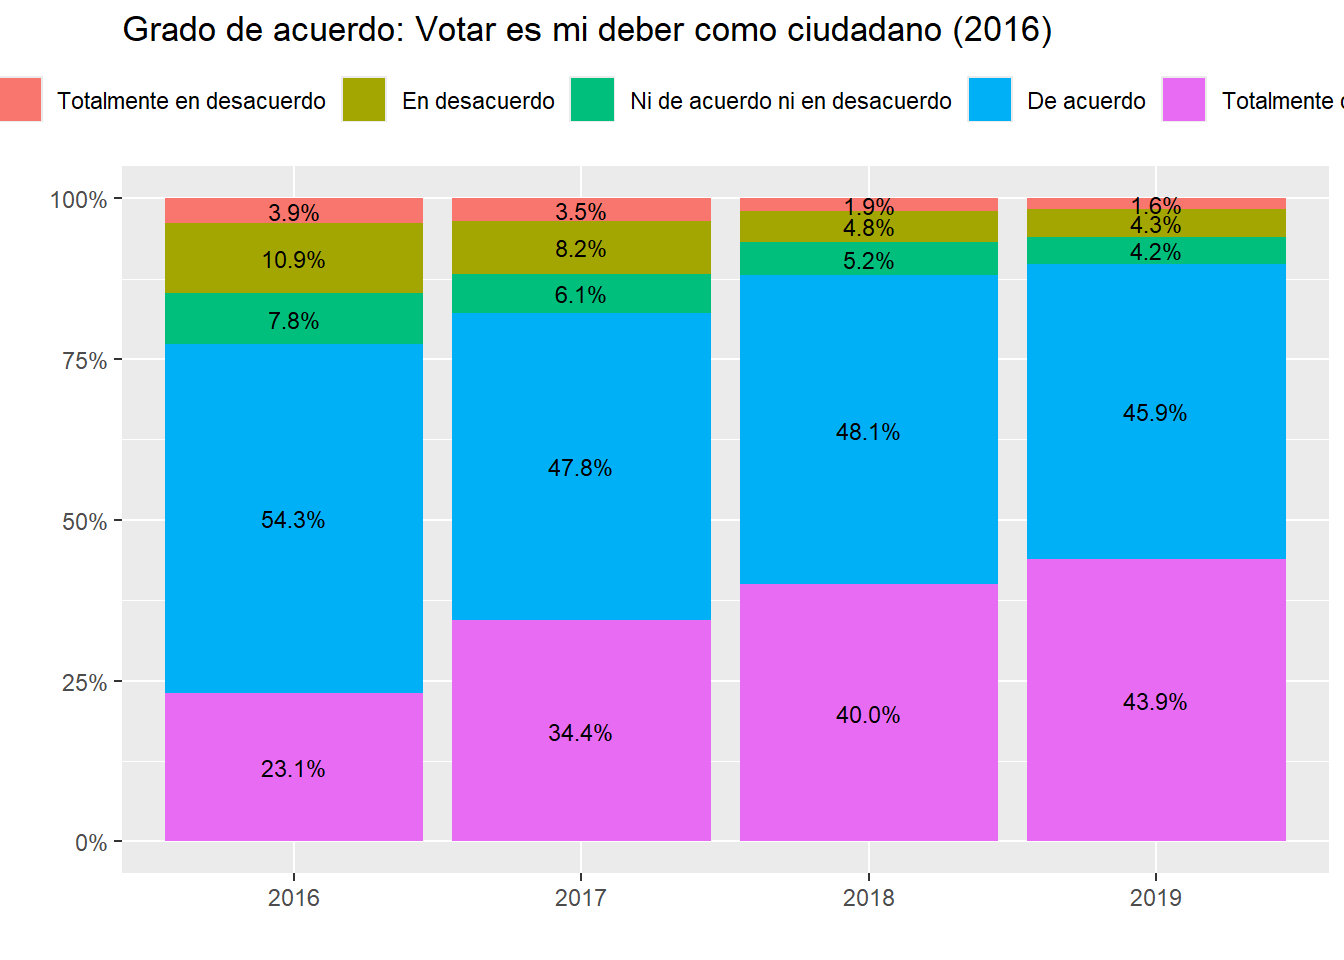 Grado de acuerdo: Votar es mi deber como ciudadano (2016)
Totalmente en desacuerdo En desacuerdo Ni de acuerdo ni en desacuerdo De acuerdo Totalmente
100%
75%
50%
25%
0%
3.9% 3.5% 1.9% 1.6%
10.9% 8.2% 4.8% 4.3%
7.8% 6.1% 5.2% 4.2%
54.3% 47.8% 48.1% 45.9%
23.1% 34.4% 40.0% 43.9%
2016 2017 2018 2019